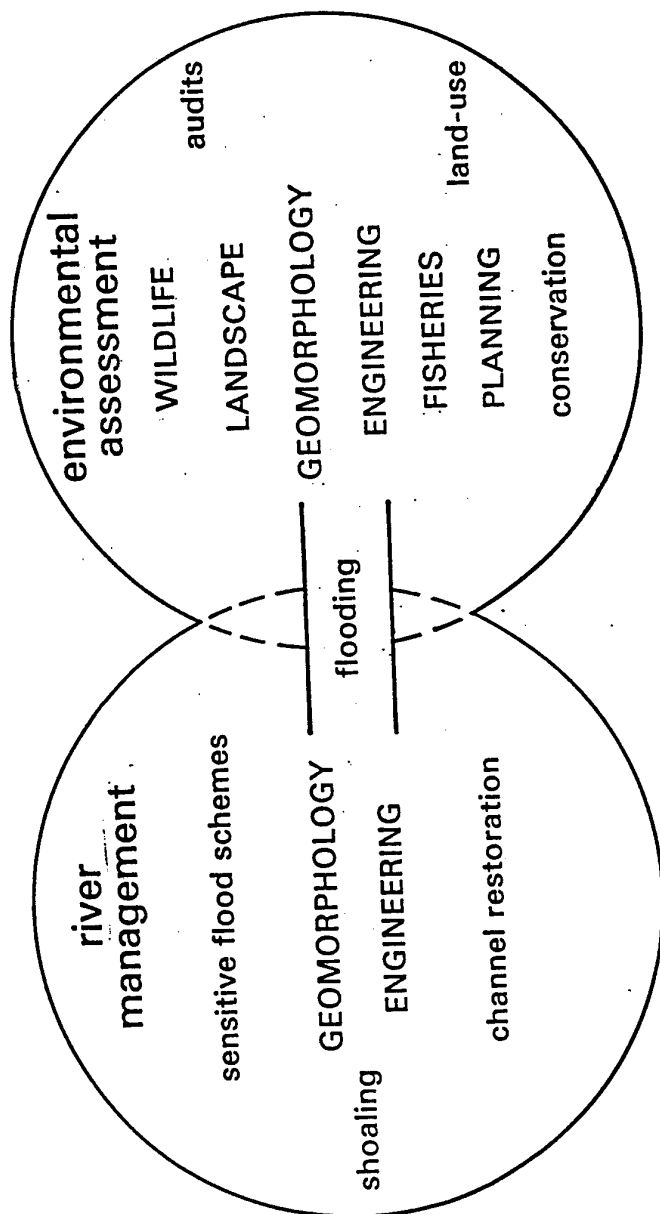 river
management
sensitive flood schemes
GEOMORPHOLOGY
ENGINEERING
shoaling
channel restoration
flooding
environmental
assessment
WILDLIFE
audits
LANDSCAPE
GEOMORPHOLOGY
ENGINEERING
FISHERIES
land-use
PLANNING
conservation